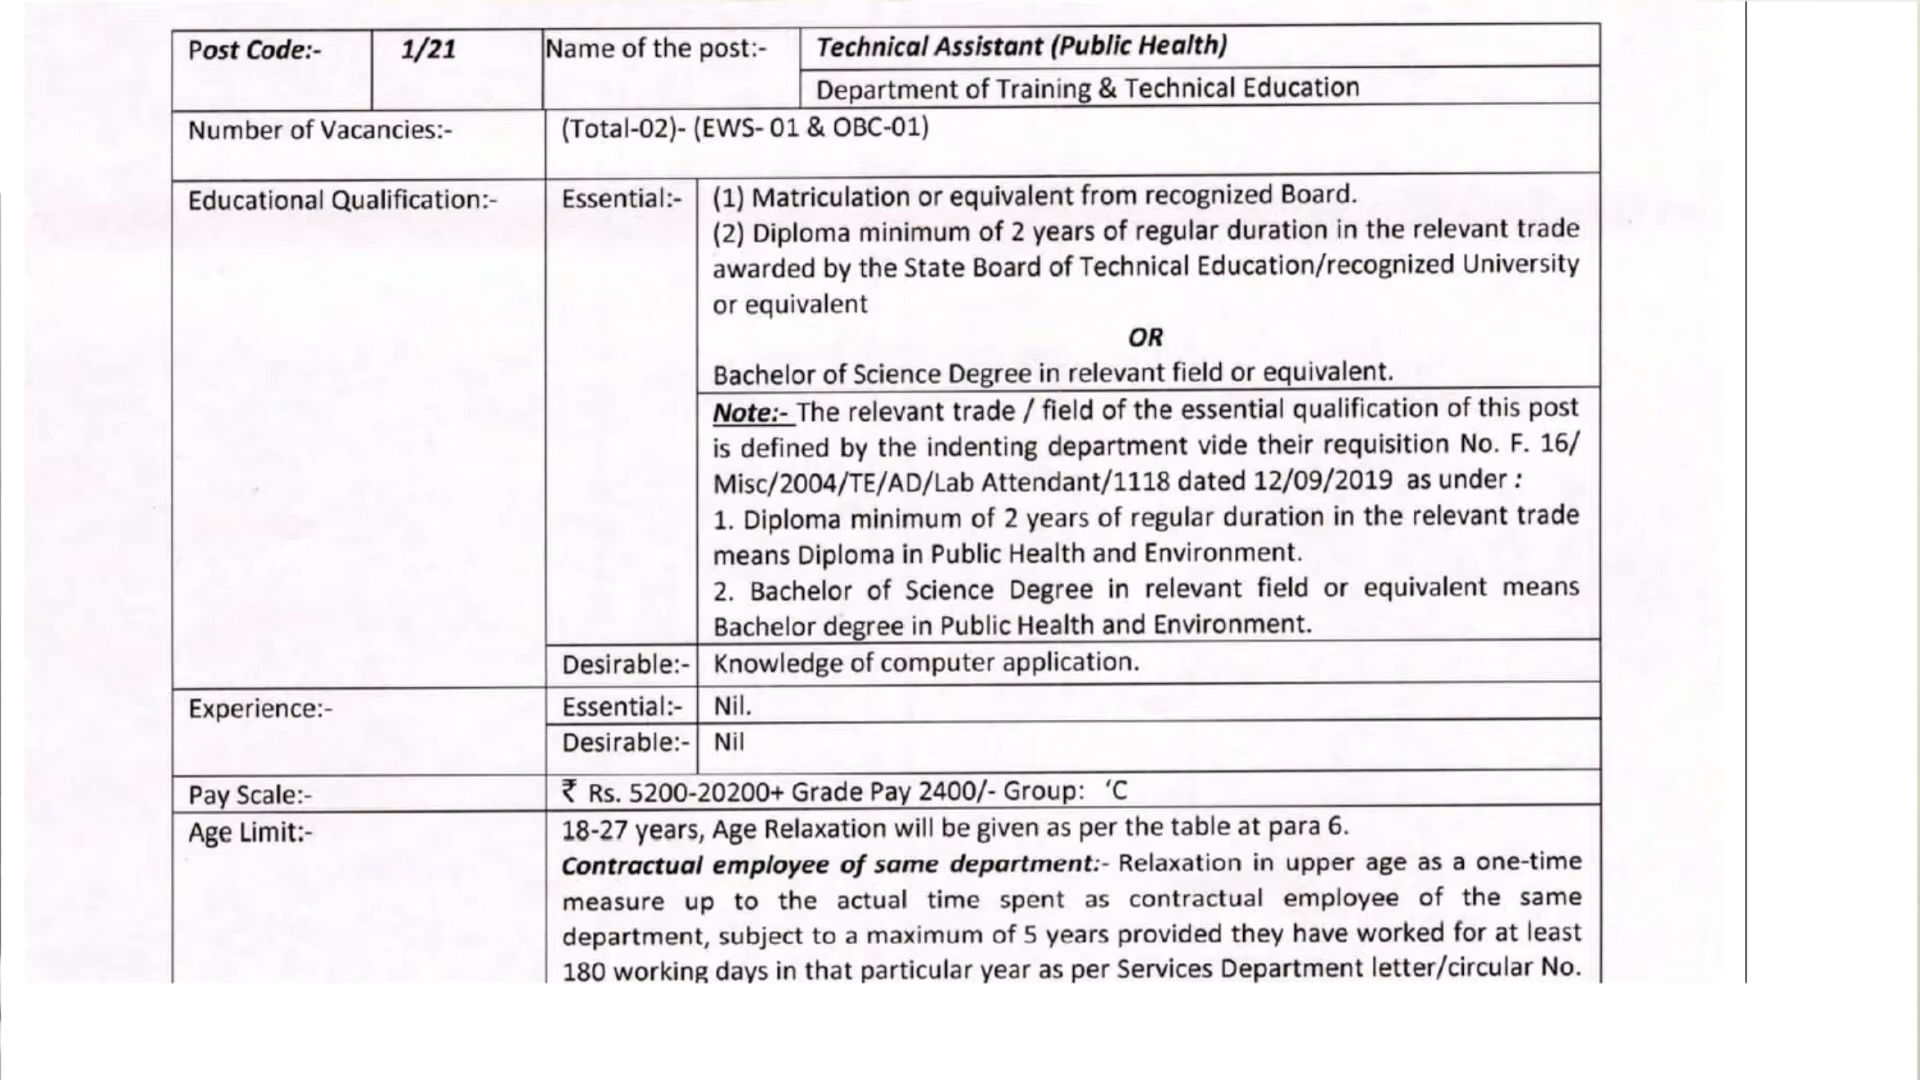 Post Code:- 1/21 Name of the post:- Technical Assistant (Public Health)
Department of Training & Technical Education
Number of Vacancies:- (Total-02)- (EWS- 01 & OBC-01)
Educational Qualification:- Essential:- (1) Matriculation or equivalent from recognized Board.
(2) Diploma minimum of 2 years of regular duration in the relevant trade
awarded by the State Board of Technical Education/recognized University
or equivalent
OR
Bachelor of Science Degree in relevant field or equivalent.
Note:- The relevant trade / field of the essential qualification of this post
is defined by the indenting department vide their requisition No. F. 16/
Misc/2004/TE/AD/Lab Attendant/1118 dated 12/09/2019 as under :
1. Diploma minimum of 2 years of regular duration in the relevant trade
means Diploma in Public Health and Environment.
2. Bachelor of Science Degree in relevant field or equivalent means
Bachelor degree in Public Health and Environment.
Desirable:- Knowledge of computer application.
Experience:- Essential:- Nil.
Desirable:- Nil
Pay Scale:- ₹ Rs. 5200-20200+ Grade Pay 2400/- Group: ‘C
Age Limit:- 18-27 years, Age Relaxation will be given as per the table at para 6.
Contractual employee of same department:- Relaxation in upper age as a one-time
measure up to the actual time spent as contractual employee of the same
department, subject to a maximum of 5 years provided they have worked for at least
180 working days in that particular year as per Services Department letter/circular No.